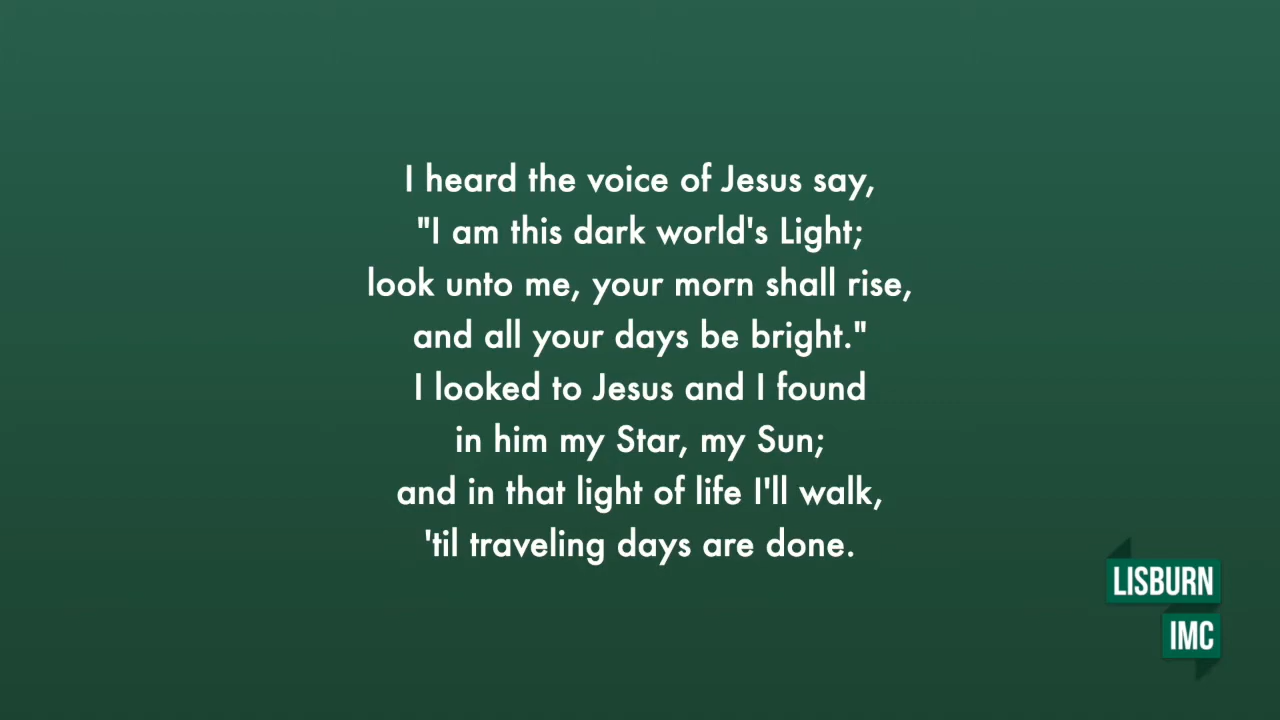 I heard the voice of Jesus say,
"I am this dark world's Light;
look unto me, your morn shall rise,
and all your days be bright."
I looked to Jesus and I found
in him my Star, my Sun;
and in that light of life I'll walk,
'til traveling days are done.
LISBURN
IMC